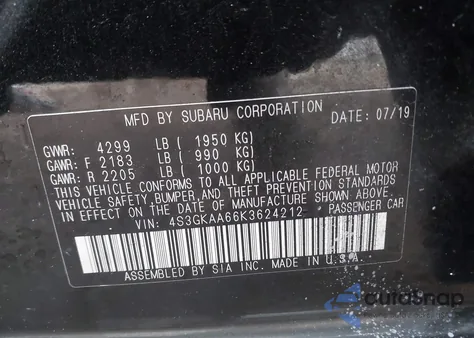 MFD BY SUBARU CORPORATION DATE: 07/19
GVWR: 4299 LB ( 1950 KG)
GAWR: F 2183 LB ( 990 KG)
GAWR: R 2205 LB ( 1000 KG)
THIS VEHICLE CONFORMS TO ALL APPLICABLE FEDERAL MOTOR
VEHICLE SAFETY,BUMPER,AND THEFT PREVENTION STANDARDS
IN EFFECT ON THE DATE OF MANUFACTURE SHOWN ABOVE.
VIN: 4S3GKAA66K3624212 PASSENGER CAR
ASSEMBLED BY SIA INC. MADE IN U.S.A.
autoSnap